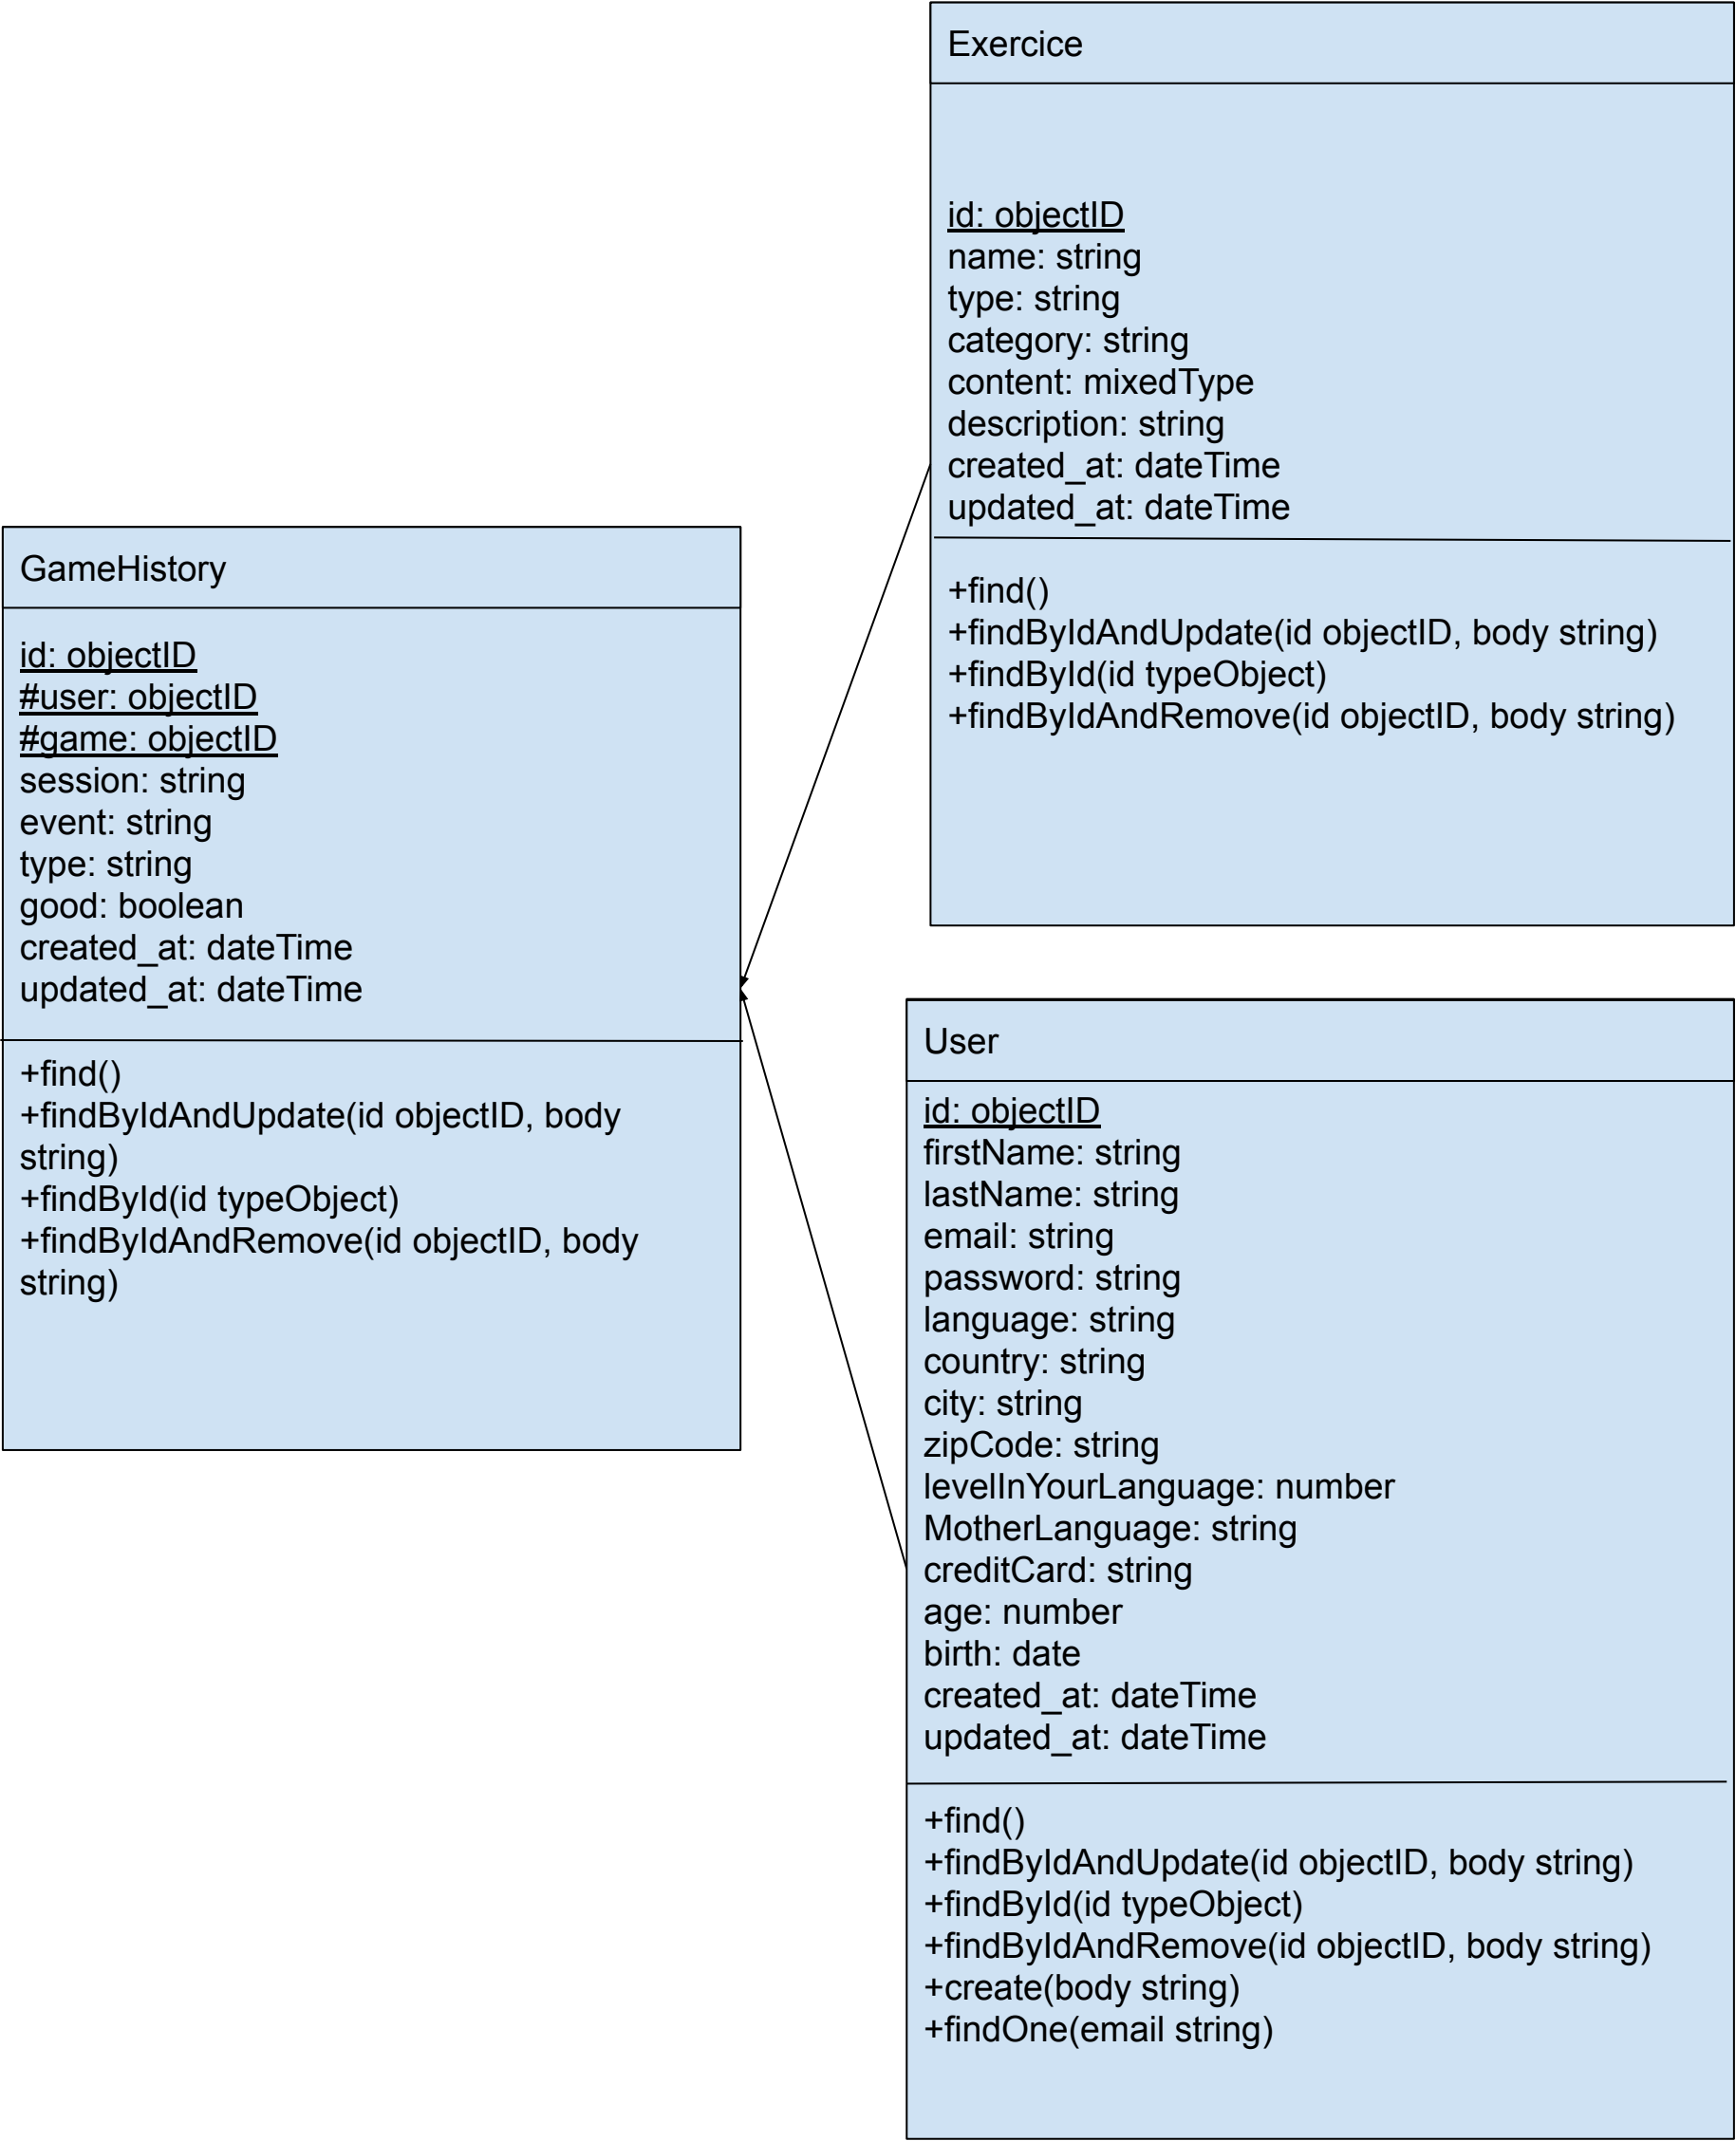 Exercice
id: objectID
name: string
type: string
category: string
content: mixedType
description: string
created_at: dateTime
updated_at: dateTime
+find()
+findByIdAndUpdate(id objectID, body string)
+findById(id typeObject)
+findByIdAndRemove(id objectID, body string)
GameHistory
id: objectID
#user: objectID
#game: objectID
session: string
event: string
type: string
good: boolean
created_at: dateTime
updated_at: dateTime
+find()
+findByIdAndUpdate(id objectID, body
string)
+findById(id typeObject)
+findByIdAndRemove(id objectID, body
string)
User
id: objectID
firstName: string
lastName: string
email: string
password: string
language: string
country: string
city: string
zipCode: string
levelInYourLanguage: number
MotherLanguage: string
creditCard: string
age: number
birth: date
created_at: dateTime
updated_at: dateTime
+find()
+findByIdAndUpdate(id objectID, body string)
+findById(id typeObject)
+findByIdAndRemove(id objectID, body string)
+create(body string)
+findOne(email string)